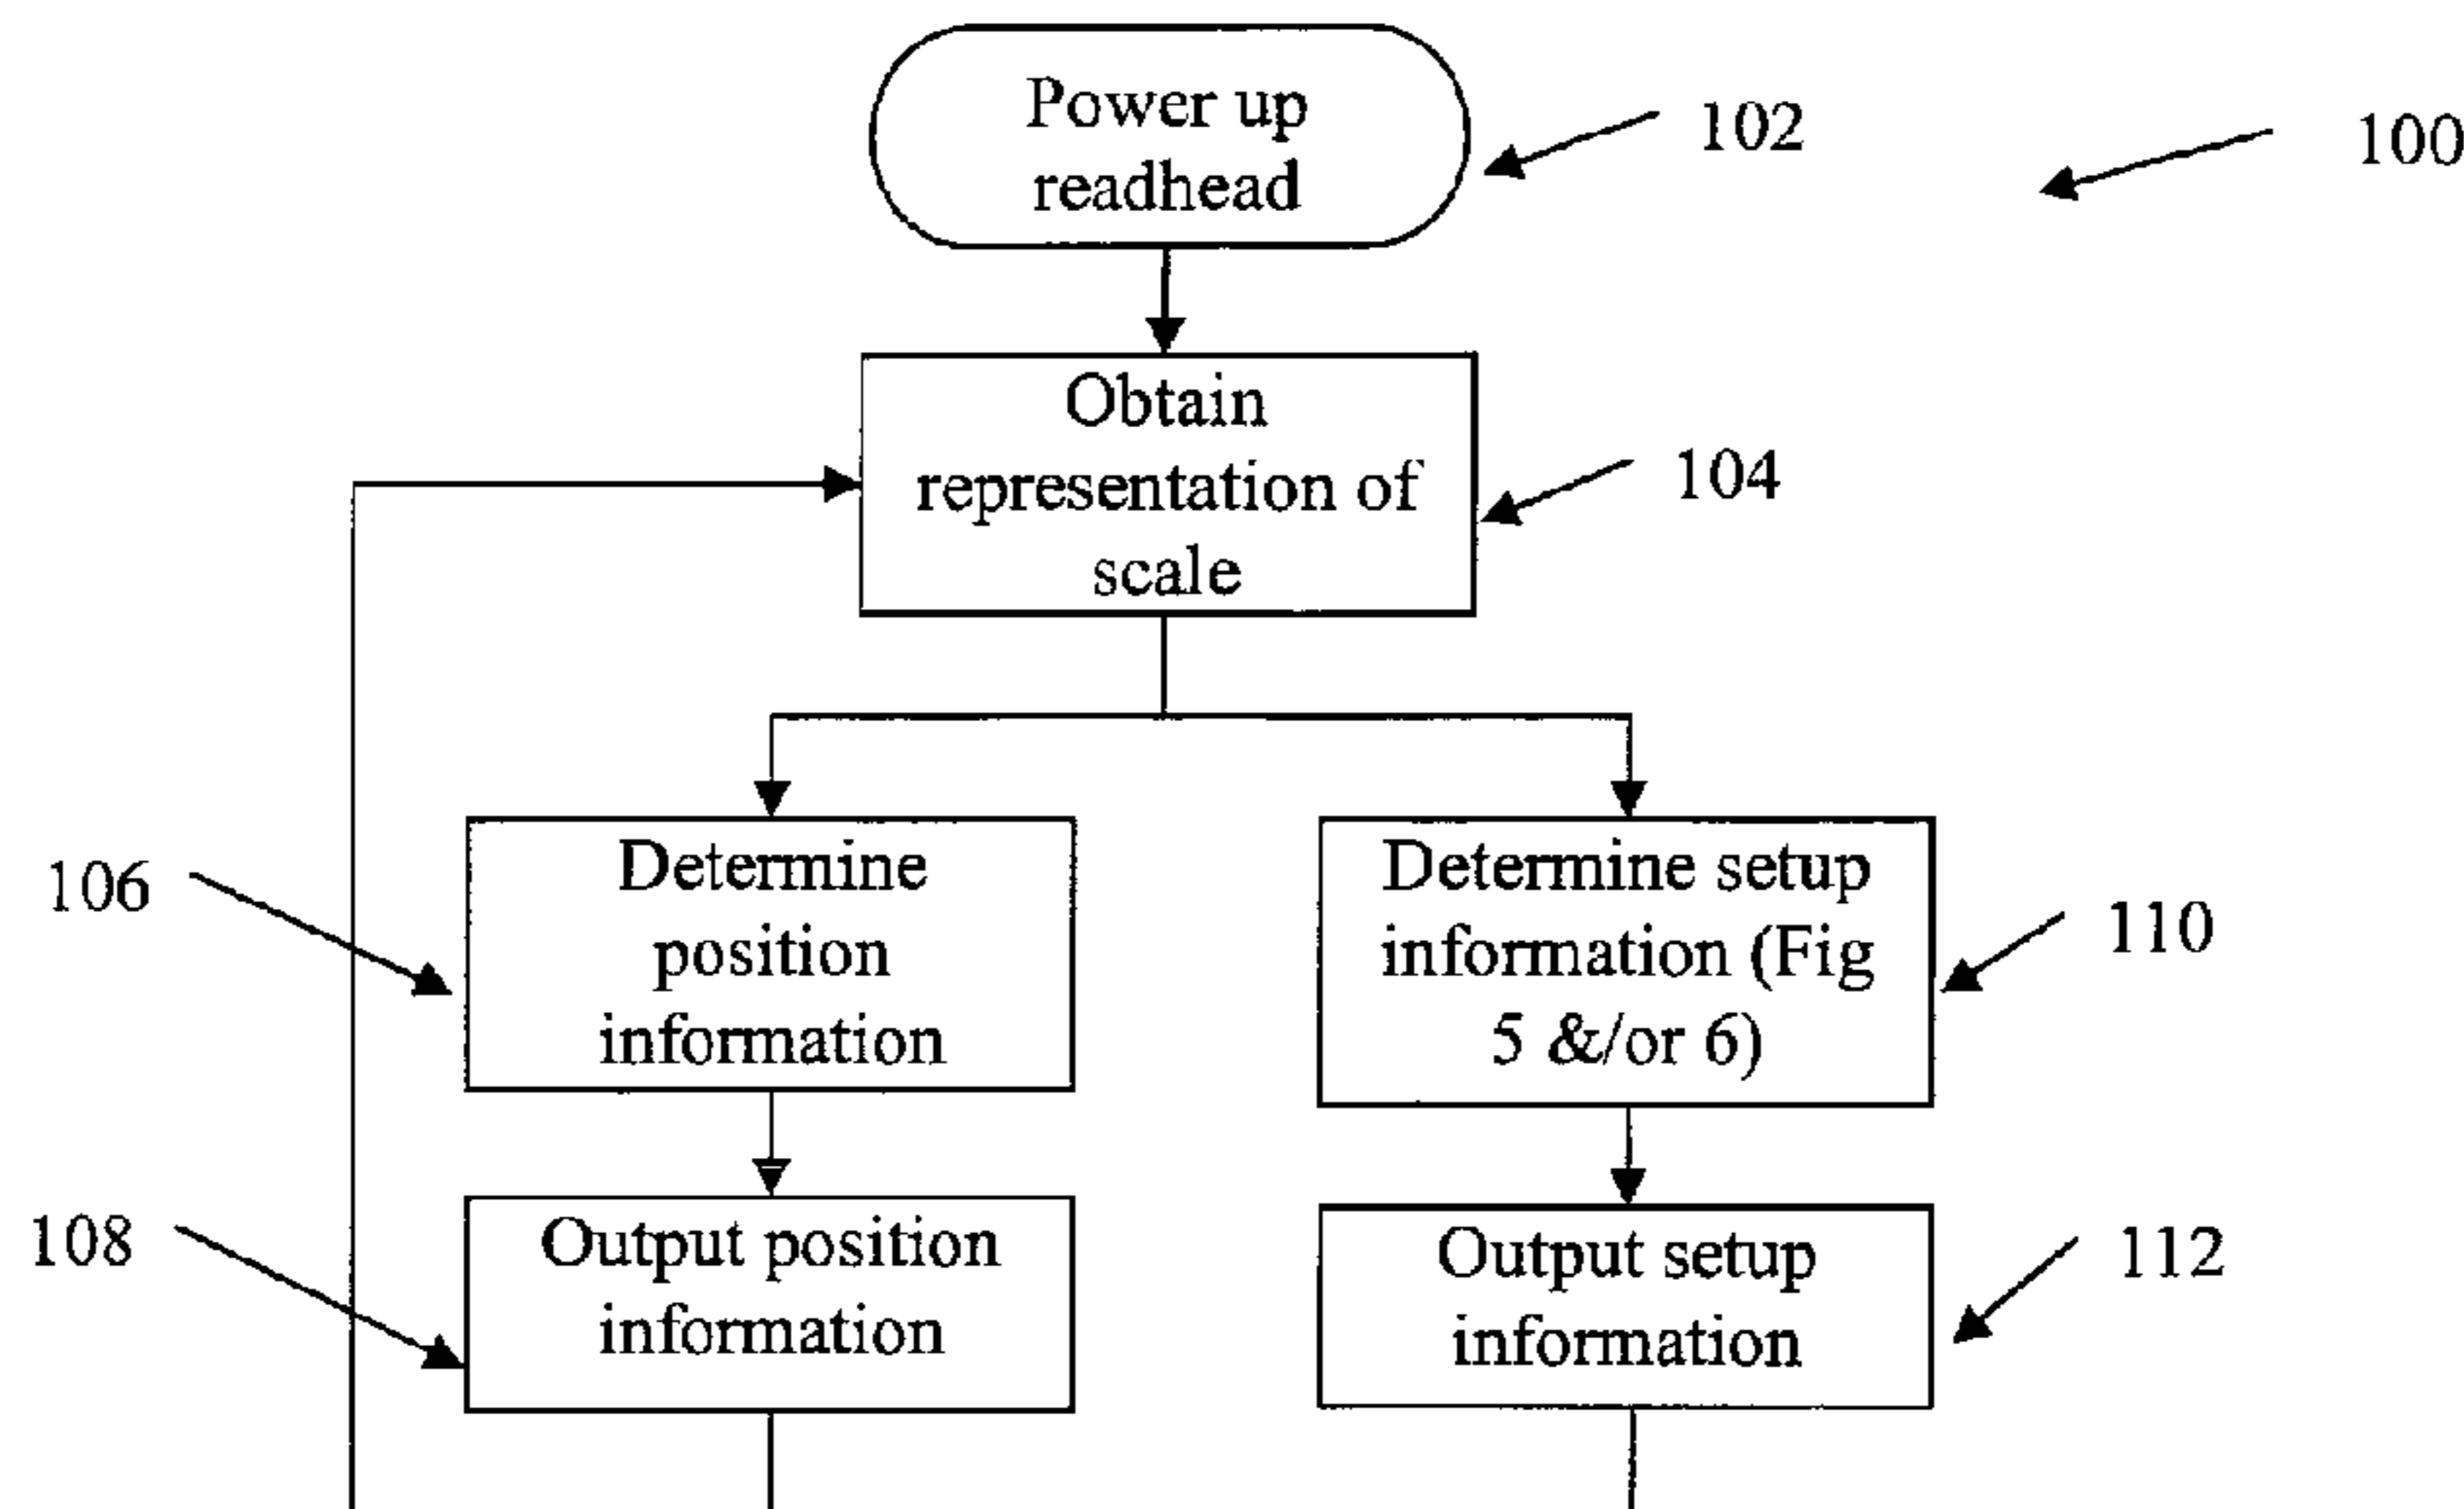 Power up
readhead
102
100
Obtain
representation of
scale
104
106
Determine
position
information
Determine setup
information (Fig
5 &/or 6)
110
108
Output position
information
Output setup
information
112